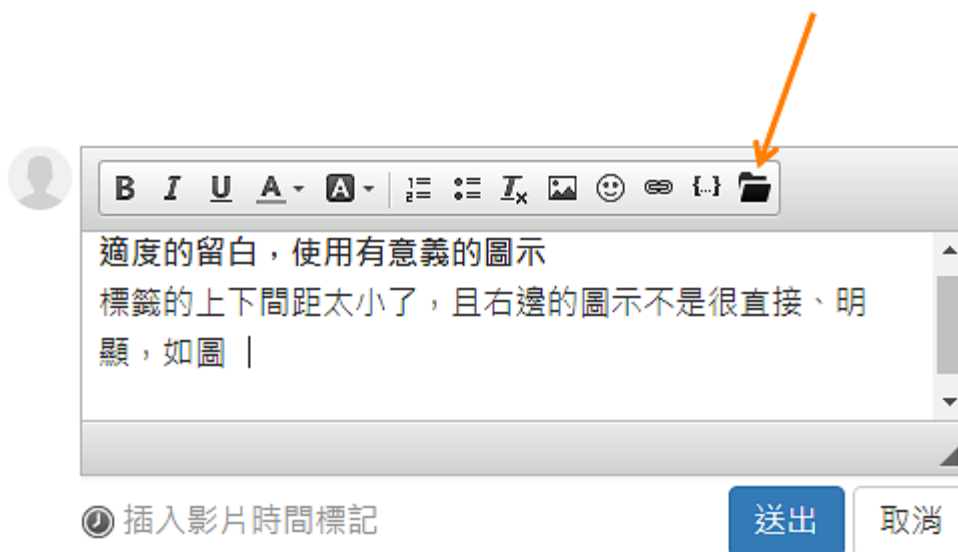 B I U A A Ix {...}
適度的留白，使用有意義的圖示
標籤的上下間距太小了，且右邊的圖示不是很直接、明
顯，如圖
插入影片時間標記
送出 取消